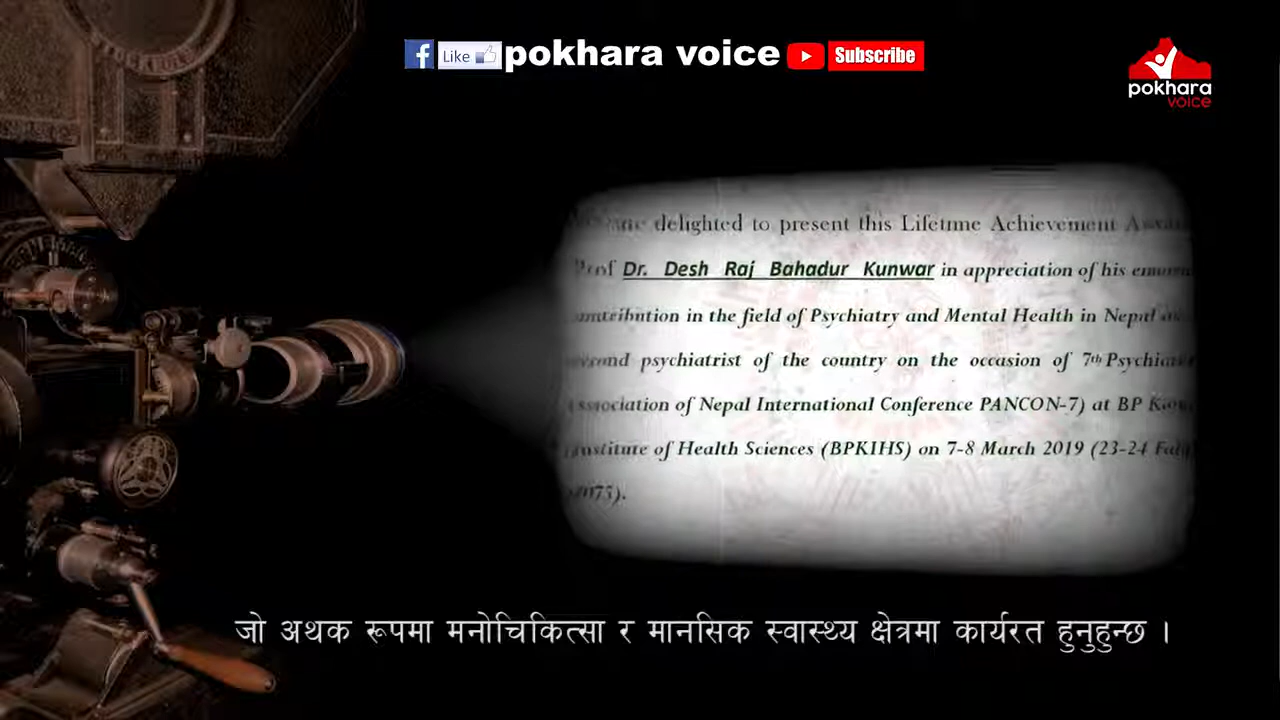 Like pokhara voice Subscribe
pokhara
voice
delighted to present this Lifetime Achievement
Prof Dr. Desh Raj Bahadur Kunwar in appreciation of his
contribution in the field of Psychiatry and Mental Health in Nepal
psychiatrist of the country on the occasion of 7th
Association of Nepal International Conference PANCON-7) at BP
Institute of Health Sciences (BPKIHS) on 7-8 March 2019 (23-24
2075).
जो अथक रूपमा मनोचिकित्सा र मानसिक स्वास्थ्य क्षेत्रमा कार्यरत हुनुहुन्छ ।